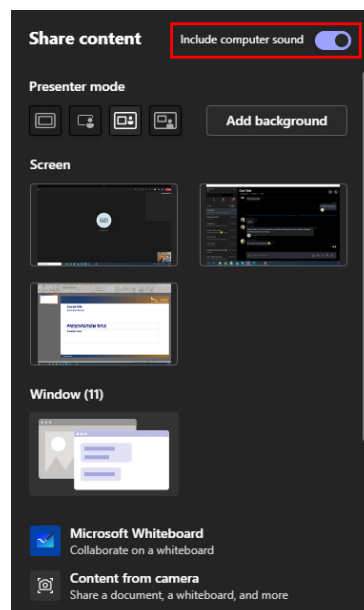 Share content
Include computer sound
Presenter mode
Add background
Screen
GD
PRESENTATION TITLE
Window (11)
Microsoft Whiteboard
Collaborate on a whiteboard
Content from camera
Share a document, a whiteboard, and more